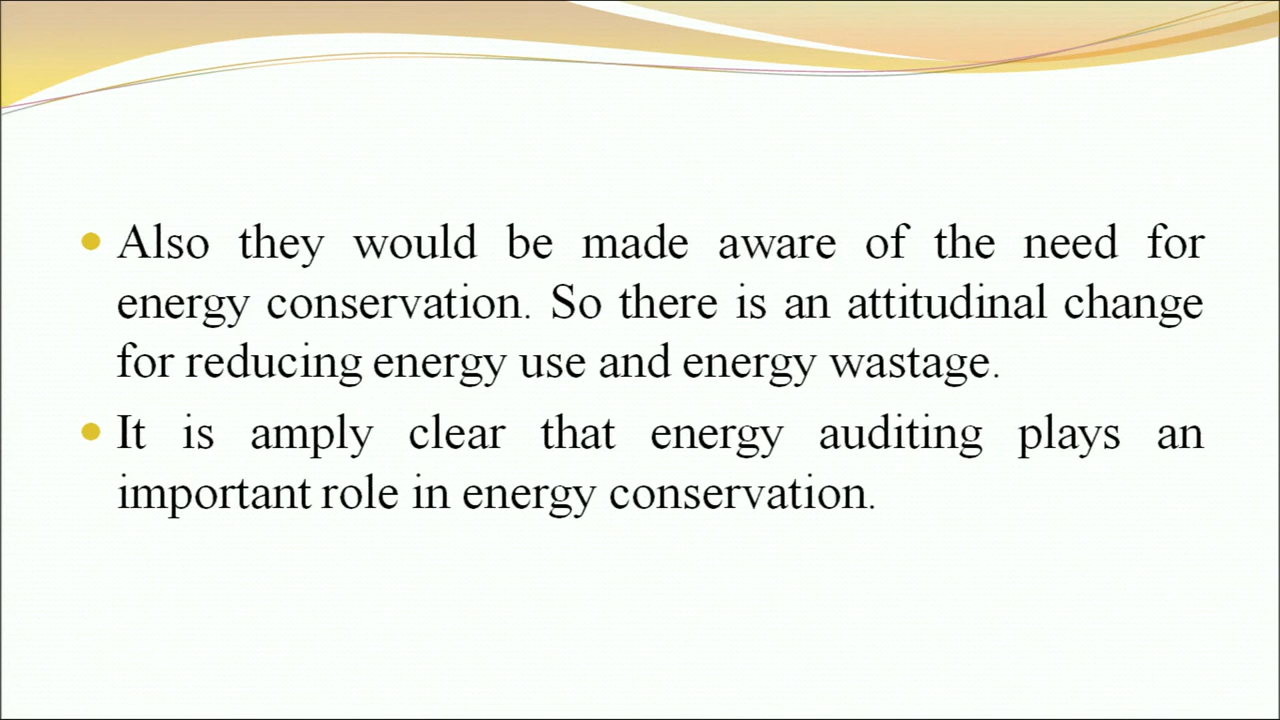 Also they would be made aware of the need for
energy conservation. So there is an attitudinal change
for reducing energy use and energy wastage.
It is amply clear that energy auditing plays an
important role in energy conservation.